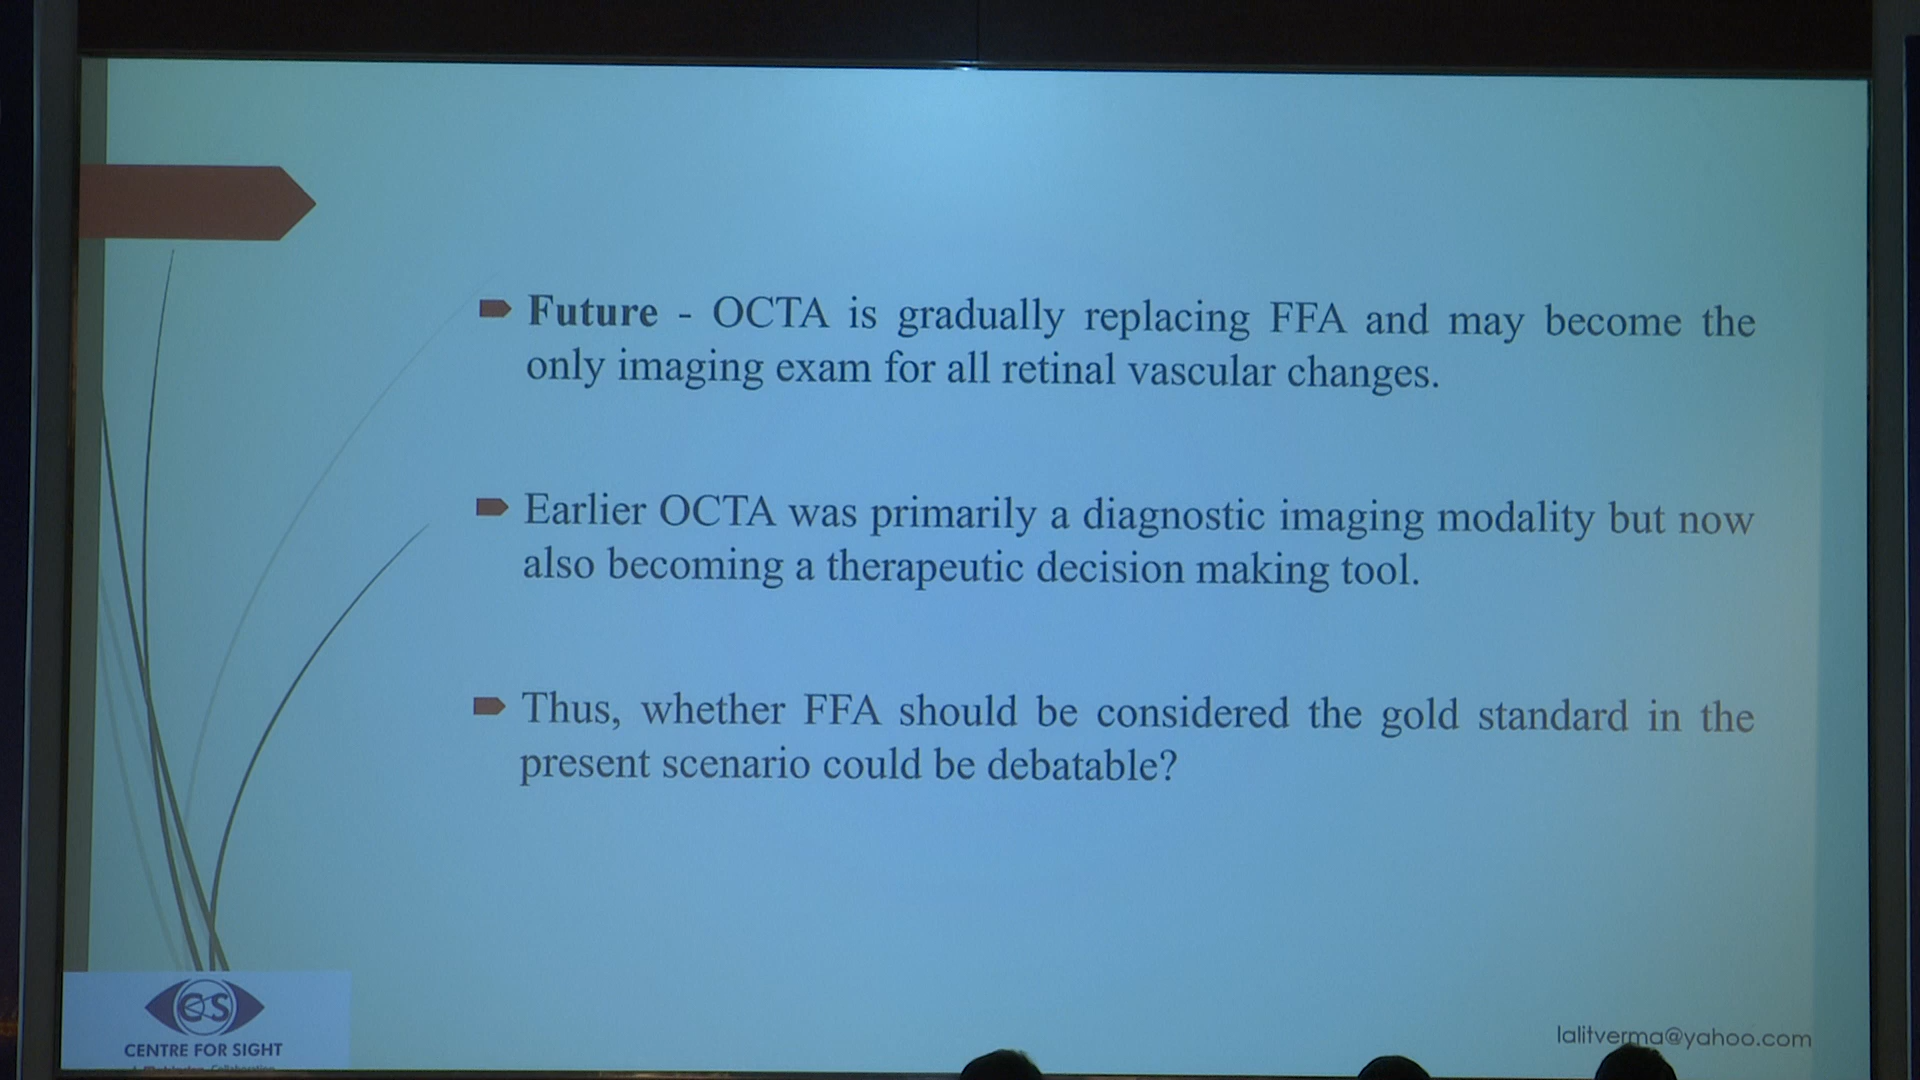 Future - OCTA is gradually replacing FFA and may become the
only imaging exam for all retinal vascular changes.
Earlier OCTA was primarily a diagnostic imaging modality but now
also becoming a therapeutic decision making tool.
Thus, whether FFA should be considered the gold standard in the
present scenario could be debatable?
CS
CENTRE FOR SIGHT
lalitverma@yahoo.com